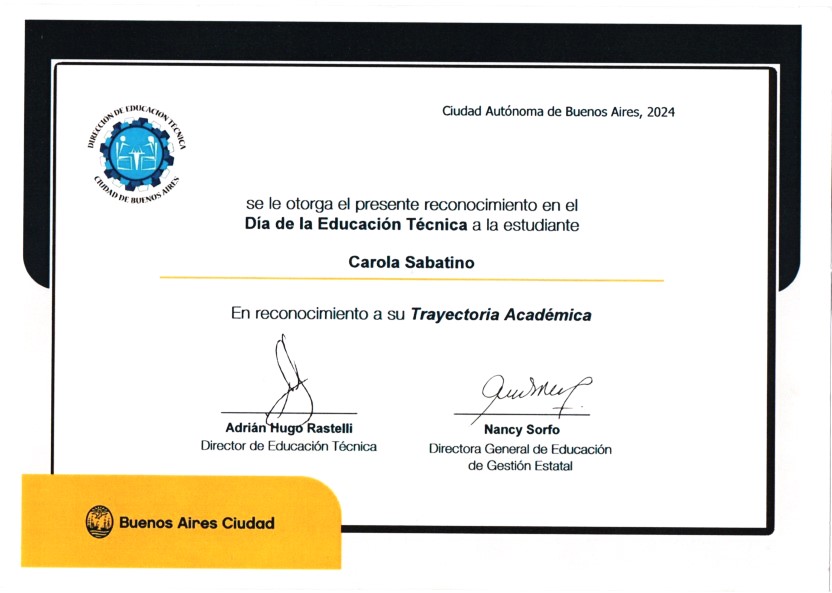 Ciudad Autónoma de Buenos Aires, 2024
DIRECCIÓN DE EDUCACIÓN TÉCNICA
CIUDAD DE BUENOS AIRES
se le otorga el presente reconocimiento en el
Día de la Educación Técnica a la estudiante
Carola Sabatino
En reconocimiento a su Trayectoria Académica
Adrián Hugo Rastelli
Director de Educación Técnica
Nancy Sorfo
Directora General de Educación
de Gestión Estatal
Buenos Aires Ciudad